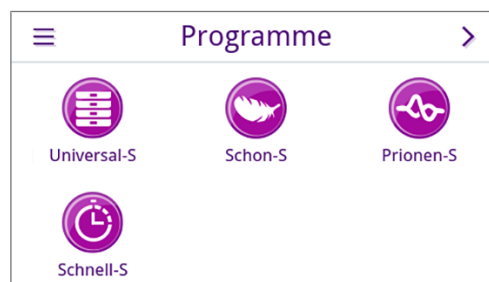 Programme
Universal-S
Schon-S
Prionen-S
Schnell-S